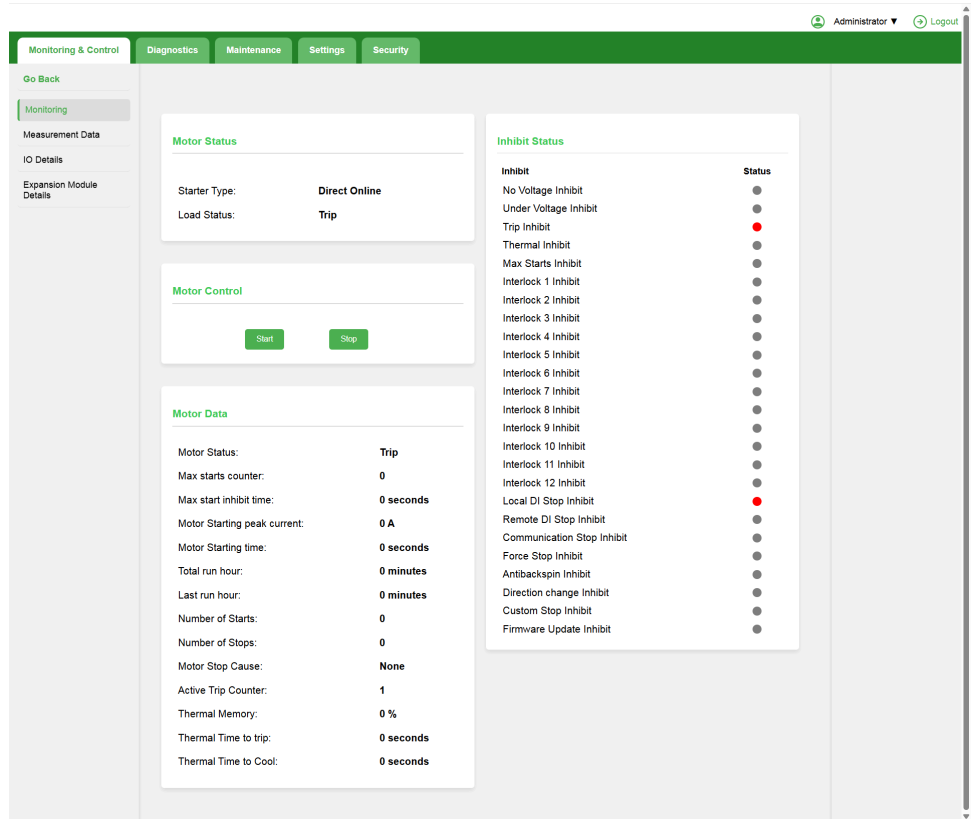 Administrator ▼ Logout
Monitoring & Control Diagnostics Maintenance Settings Security
Go Back
Monitoring
Measurement Data
IO Details
Expansion Module
Details
Motor Status
Starter Type: Direct Online
Load Status: Trip
Motor Control
Start Stop
Motor Data
Motor Status: Trip
Max starts counter: 0
Max start inhibit time: 0 seconds
Motor Starting peak current: 0 A
Motor Starting time: 0 seconds
Total run hour: 0 minutes
Last run hour: 0 minutes
Number of Starts: 0
Number of Stops: 0
Motor Stop Cause: None
Active Trip Counter: 1
Thermal Memory: 0 %
Thermal Time to trip: 0 seconds
Thermal Time to Cool: 0 seconds
Inhibit Status
Inhibit Status
No Voltage Inhibit
Under Voltage Inhibit
Trip Inhibit
Thermal Inhibit
Max Starts Inhibit
Interlock 1 Inhibit
Interlock 2 Inhibit
Interlock 3 Inhibit
Interlock 4 Inhibit
Interlock 5 Inhibit
Interlock 6 Inhibit
Interlock 7 Inhibit
Interlock 8 Inhibit
Interlock 9 Inhibit
Interlock 10 Inhibit
Interlock 11 Inhibit
Interlock 12 Inhibit
Local DI Stop Inhibit
Remote DI Stop Inhibit
Communication Stop Inhibit
Force Stop Inhibit
Antibackspin Inhibit
Direction change Inhibit
Custom Stop Inhibit
Firmware Update Inhibit